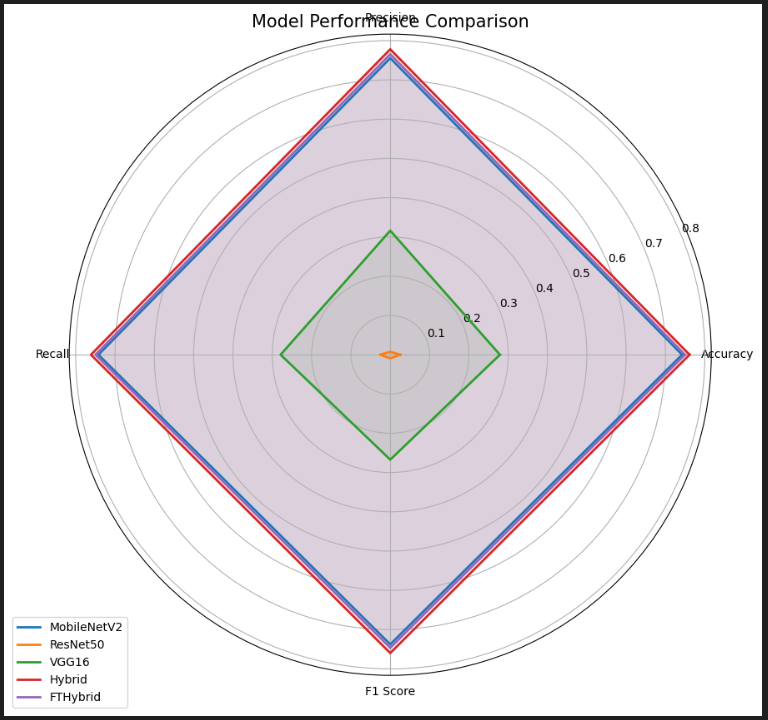 Model Performance Comparison
Precision
0.8
0.7
0.6
0.5
0.4
0.3
0.2
0.1
Recall
Accuracy
F1 Score
MobileNetV2
ResNet50
VGG16
Hybrid
FTHybrid